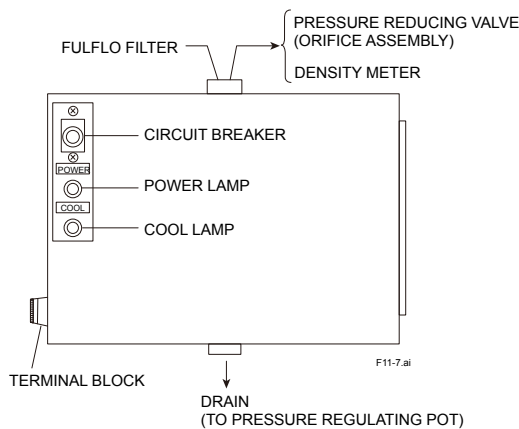 PRESSURE REDUCING VALVE
(ORIFICE ASSEMBLY)
FULFLO FILTER
DENSITY METER
CIRCUIT BREAKER
POWER
POWER LAMP
COOL
COOL LAMP
F11-7.ai
TERMINAL BLOCK
DRAIN
(TO PRESSURE REGULATING POT)